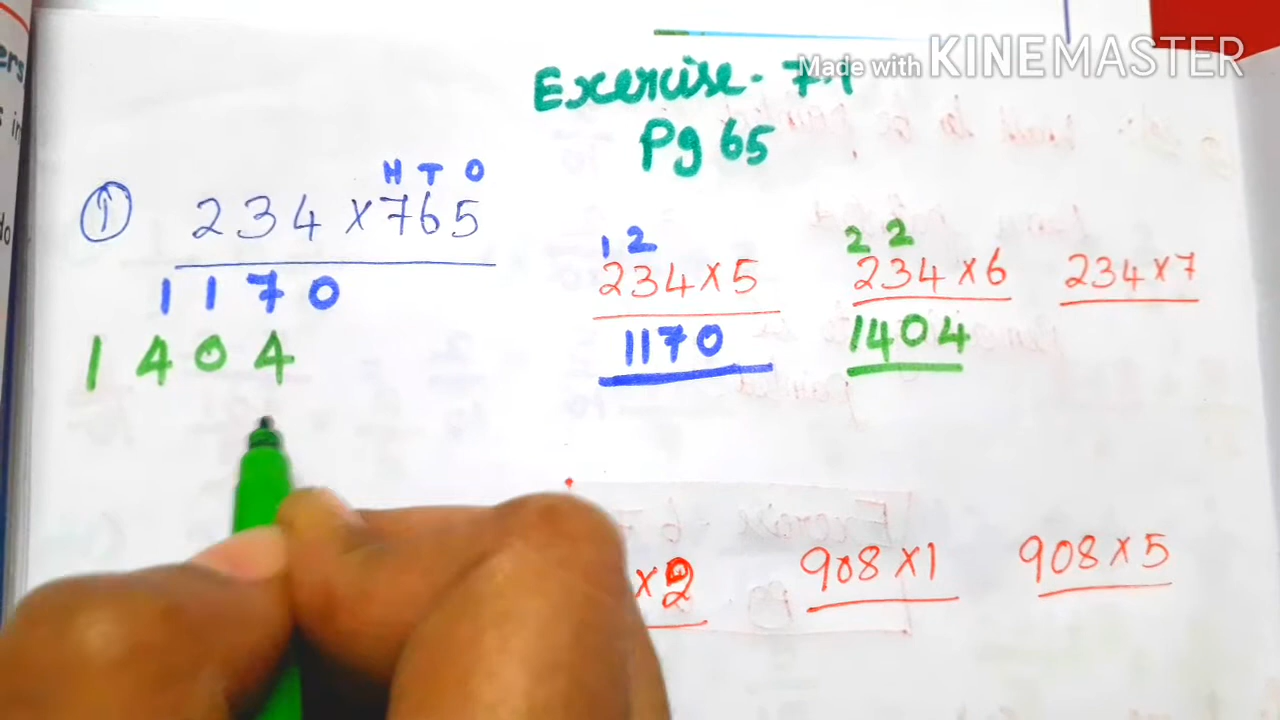 Made with KINEMASTER
Exercise - 7.1
Pg 65
H T O
1 234 x 765
1 1 7 0
1 4 0 4
1 2
234 x 5
1170
2 2
234 x 6
1404
234 x 7
x 2
908 x 1
908 x 5